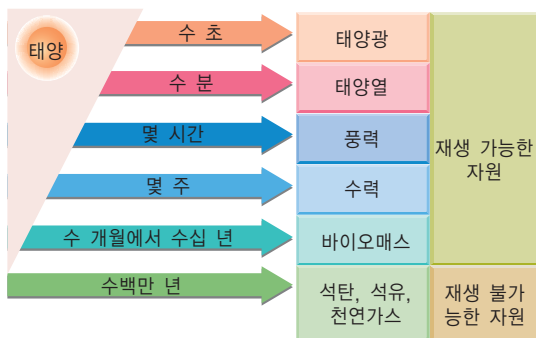 태양
수 초
태양광
수 분
태양열
몇 시간
풍력
몇 주
수력
수 개월에서 수십 년
바이오매스
재생 가능한
자원
수백만 년
석탄, 석유,
천연가스
재생 불가
능한 자원